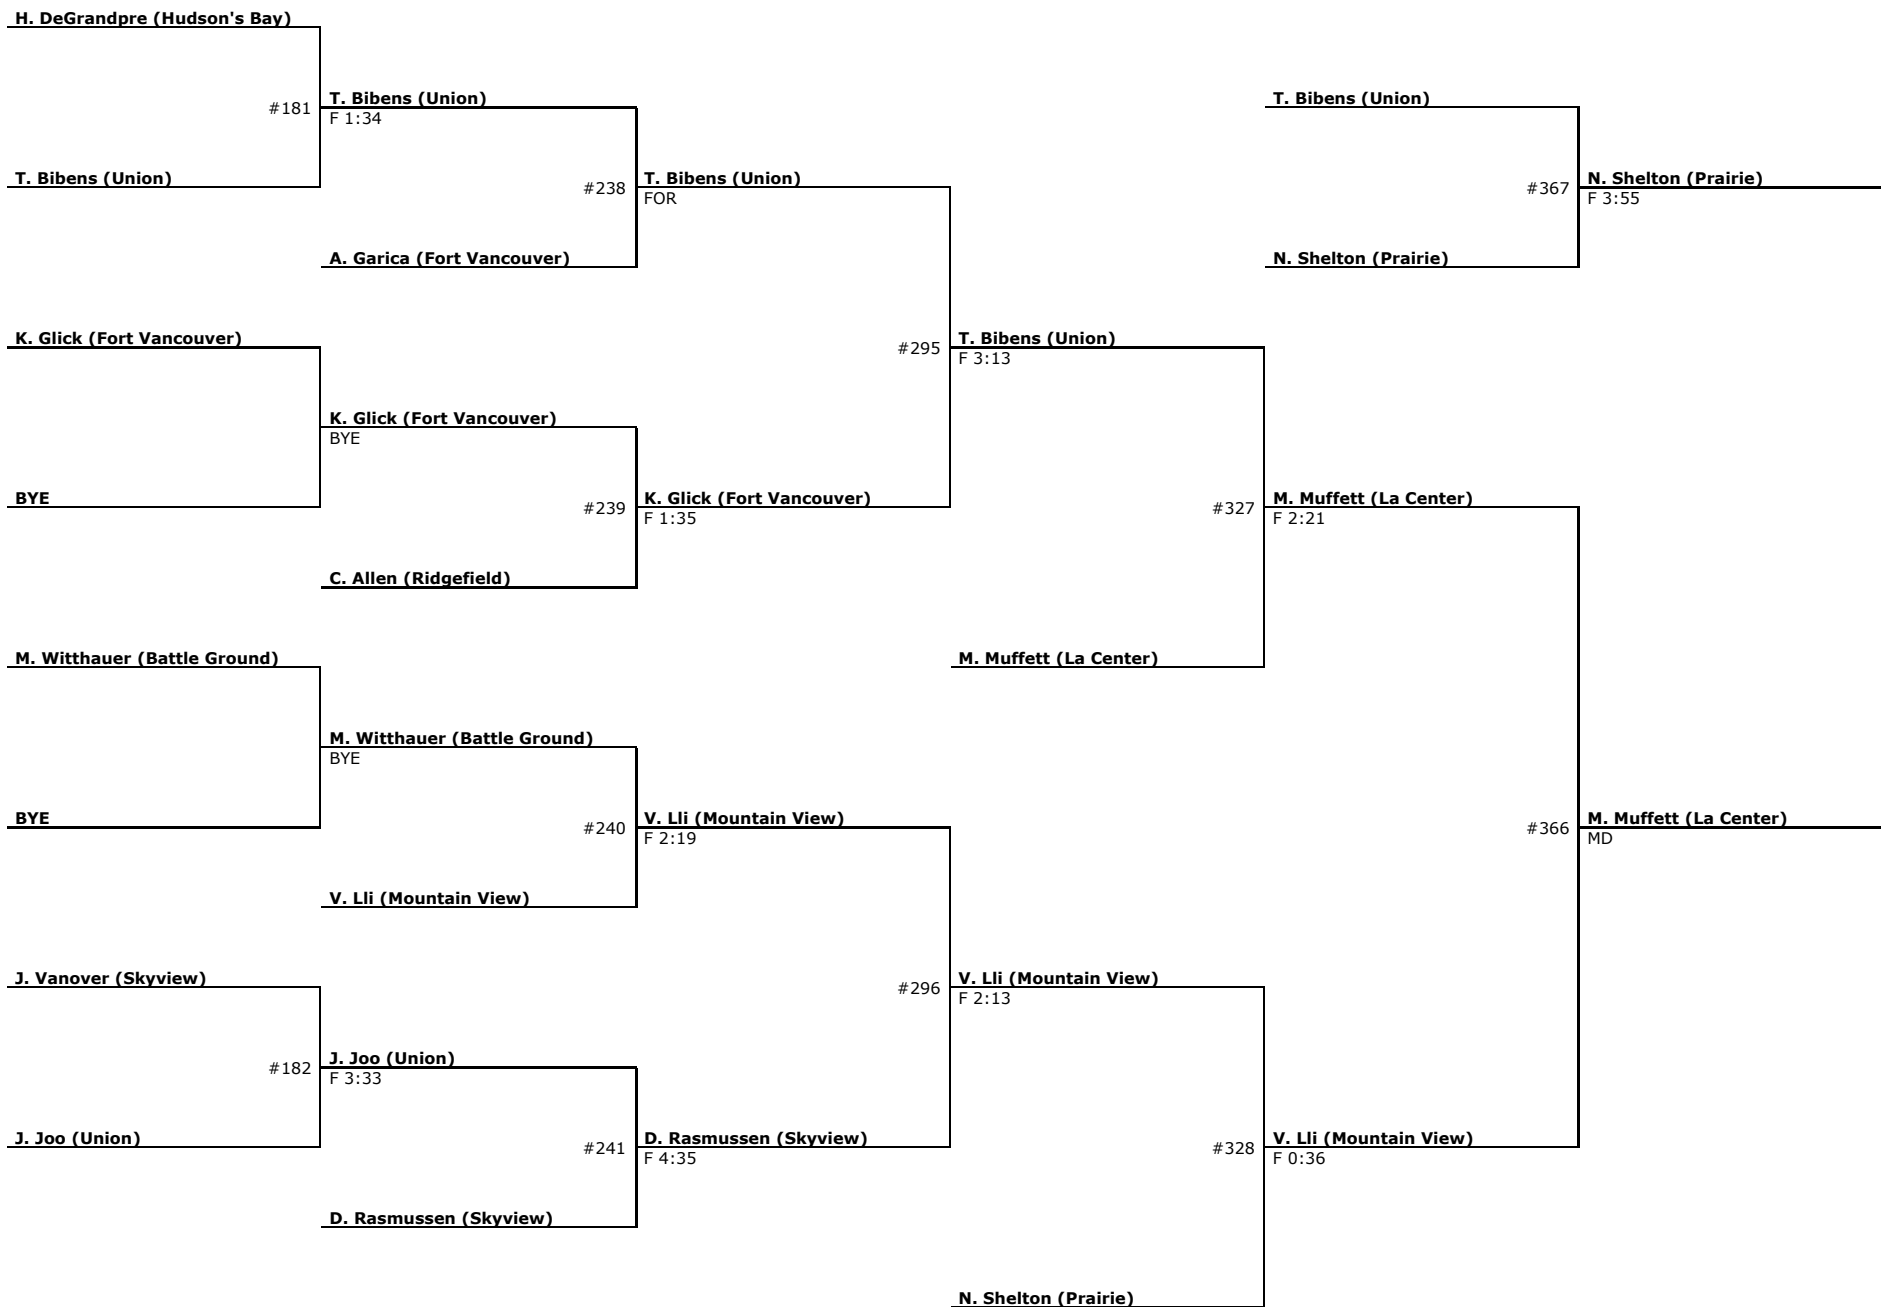 H. DeGrandpre (Hudson's Bay)
#181
T. Bibens (Union)
F 1:34
T. Bibens (Union)
#238
T. Bibens (Union)
FOR
A. Garica (Fort Vancouver)
K. Glick (Fort Vancouver)
K. Glick (Fort Vancouver)
BYE
BYE
#239
K. Glick (Fort Vancouver)
F 1:35
C. Allen (Ridgefield)
#295
T. Bibens (Union)
F 3:13
#327
M. Muffett (La Center)
F 2:21
M. Muffett (La Center)
M. Witthauer (Battle Ground)
M. Witthauer (Battle Ground)
BYE
BYE
#240
V. Lli (Mountain View)
F 2:19
V. Lli (Mountain View)
J. Vanover (Skyview)
#182
J. Joo (Union)
F 3:33
J. Joo (Union)
#241
D. Rasmussen (Skyview)
F 4:35
D. Rasmussen (Skyview)
#296
V. Lli (Mountain View)
F 2:13
#328
V. Lli (Mountain View)
F 0:36
N. Shelton (Prairie)
#366
M. Muffett (La Center)
MD
T. Bibens (Union)
#367
N. Shelton (Prairie)
F 3:55
N. Shelton (Prairie)